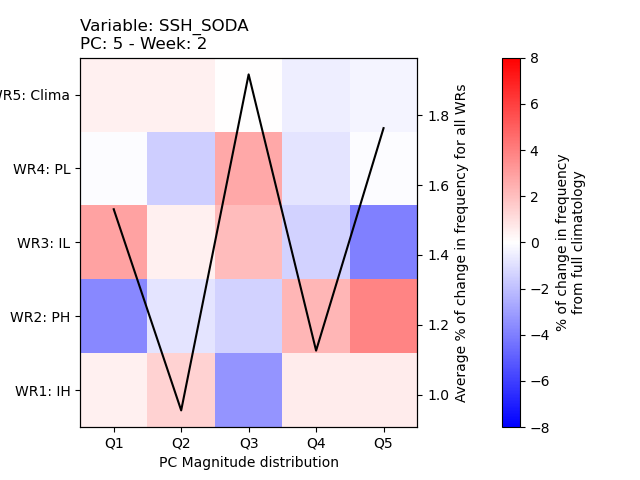 Variable: SSH_SODA
PC: 5 - Week: 2
WR5: Clima
WR4: PL
WR3: IL
WR2: PH
WR1: IH
Q1 Q2 Q3 Q4 Q5
PC Magnitude distribution
1.8
1.6
1.4
1.2
1.0
Average % of change in frequency for all WRs
8
6
4
2
0
−2
−4
−6
−8
% of change in frequency
from full climatology